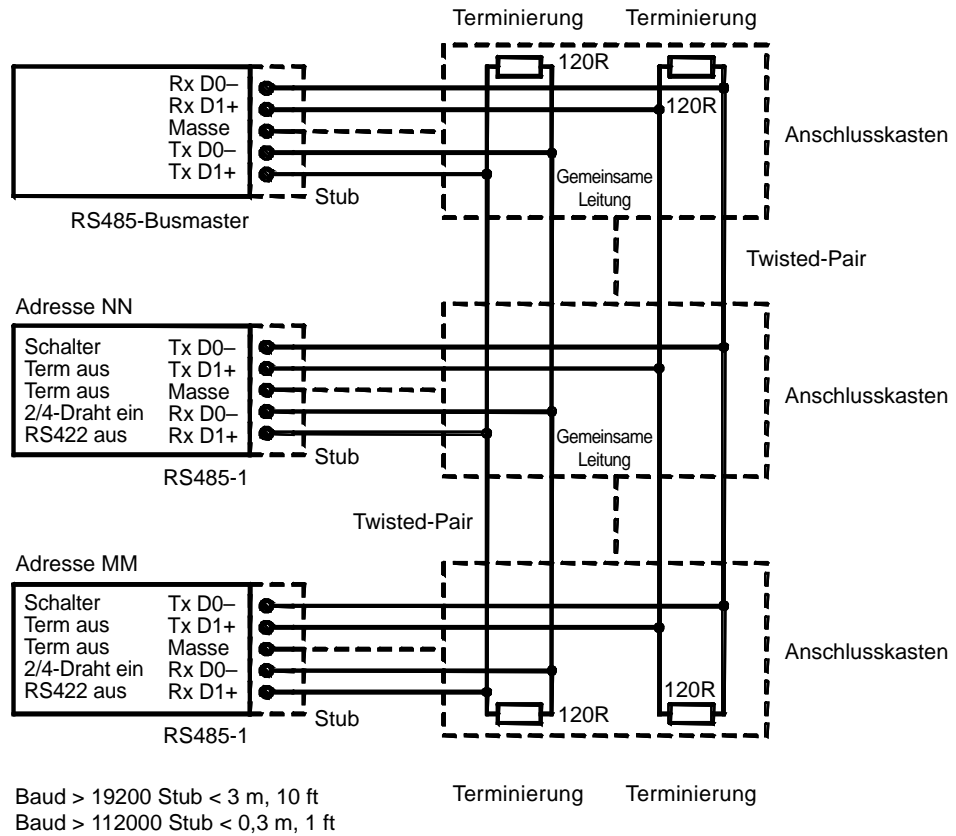 Terminierung Terminierung
120R
120R
Rx D0–
Rx D1+
Masse
Tx D0–
Tx D1+
Stub
RS485-Busmaster
Gemeinsame
Leitung
Anschlusskasten
Twisted-Pair
Adresse NN
Schalter Tx D0–
Term aus Tx D1+
Term aus Masse
2/4-Draht ein Rx D0–
RS422 aus Rx D1+
Stub
RS485-1
Gemeinsame
Leitung
Anschlusskasten
Twisted-Pair
Adresse MM
Schalter Tx D0–
Term aus Tx D1+
Term aus Masse
2/4-Draht ein Rx D0–
RS422 aus Rx D1+
Stub
RS485-1
120R
120R
Anschlusskasten
Terminierung Terminierung
Baud > 19200 Stub < 3 m, 10 ft
Baud > 112000 Stub < 0,3 m, 1 ft